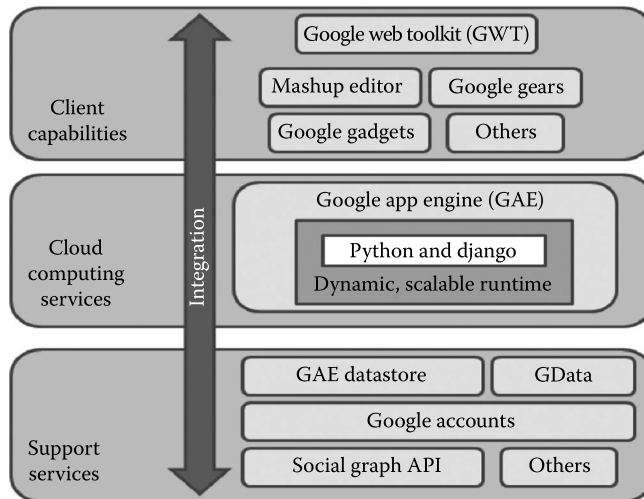 Google web toolkit (GWT)
Mashup editor
Google gears
Google gadgets
Others
Client
capabilities
Integration
Google app engine (GAE)
Python and django
Dynamic, scalable runtime
Cloud
computing
services
GAE datastore
GData
Google accounts
Social graph API
Others
Support
services